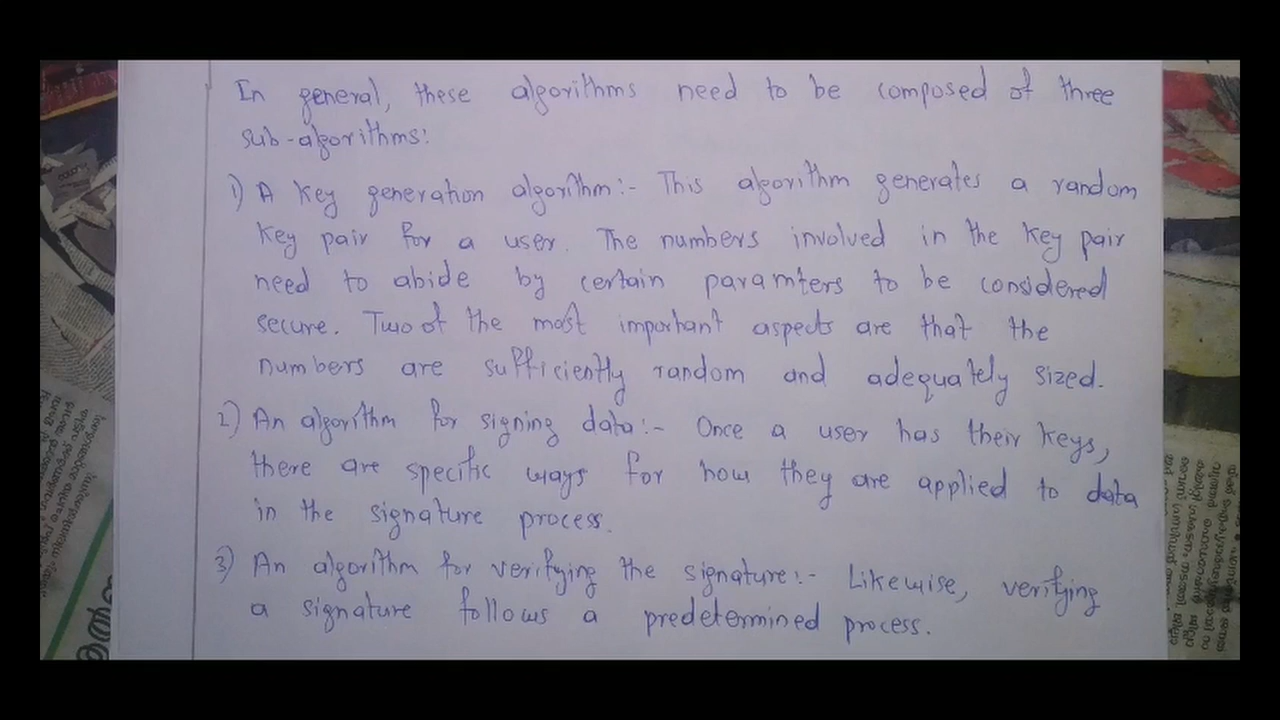 In general, these algorithms need to be composed of three
sub-algorithms:
1) A key generation algorithm:- This algorithm generates a random
key pair for a user. The numbers involved in the key pair
need to abide by certain paramters to be considered
secure. Two of the most important aspects are that the
numbers are sufficiently random and adequately sized.
2) An algorithm for signing data:- Once a user has their keys,
there are specific ways for how they are applied to data
in the signature process.
3) An algorithm for verifying the signature:- Likewise, verifying
a signature follows a predetermined process.